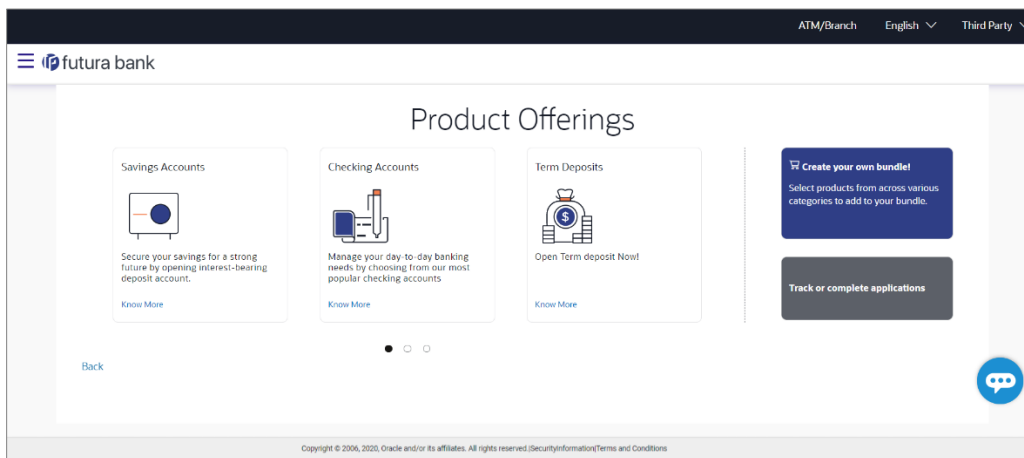 ATM/Branch English Third Party
futura bank
Product Offerings
Savings Accounts
Secure your savings for a strong
future by opening interest-bearing
deposit account.
Know More
Checking Accounts
Manage your day-to-day banking
needs by choosing from our most
popular checking accounts
Know More
Term Deposits
$
Open Term deposit Now!
Know More
Create your own bundle!
Select products from across various
categories to add to your bundle.
Track or complete applications
Back
Copyright © 2006, 2020, Oracle and/or its affiliates. All rights reserved.|SecurityInformation|Terms and Conditions